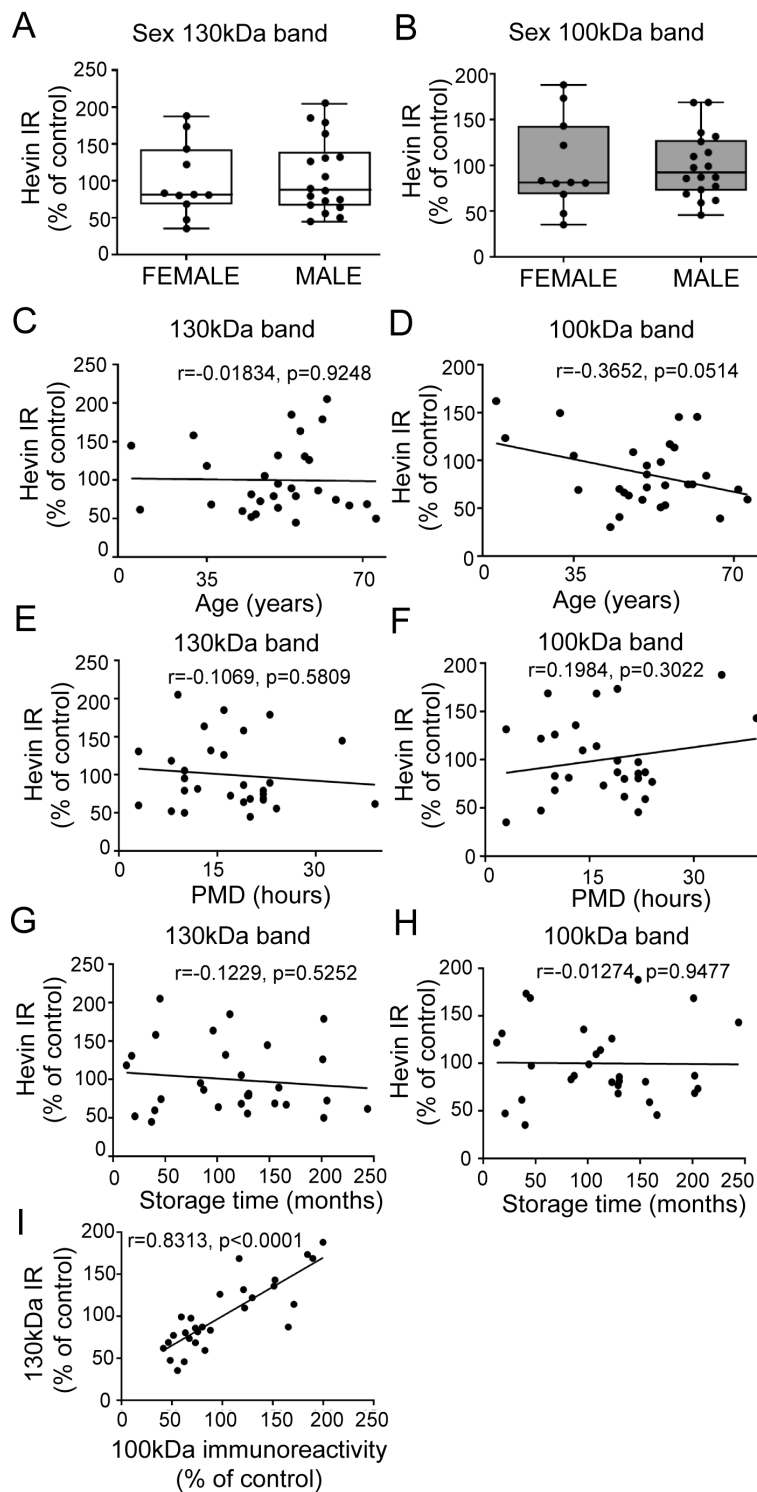 A
Sex 130kDa band
Hevin IR
(% of control)
250
200
150
100
50
0
FEMALE
MALE
B
Sex 100kDa band
Hevin IR
(% of control)
200
150
100
50
0
FEMALE
MALE
C
130kDa band
r=-0.01834, p=0.9248
Hevin IR
(% of control)
250
200
150
100
50
0
0
35
70
Age (years)
D
100kDa band
r=-0.3652, p=0.0514
Hevin IR
(% of control)
200
150
100
50
0
0
35
70
Age (years)
E
130kDa band
r=-0.1069, p=0.5809
Hevin IR
(% of control)
250
200
150
100
50
0
0
15
30
PMD (hours)
F
100kDa band
r=0.1984, p=0.3022
Hevin IR
(% of control)
200
150
100
50
0
0
15
30
PMD (hours)
G
130kDa band
r=-0.1229, p=0.5252
Hevin IR
(% of control)
250
200
150
100
50
0
0
50
100
150
200
250
Storage time (months)
H
100kDa band
r=-0.01274, p=0.9477
Hevin IR
(% of control)
200
150
100
50
0
0
50
100
150
200
250
Storage time (months)
I
r=0.8313, p<0.0001
130kDa IR
(% of control)
200
150
100
50
0
0
50
100
150
200
250
100kDa immunoreactivity
(% of control)